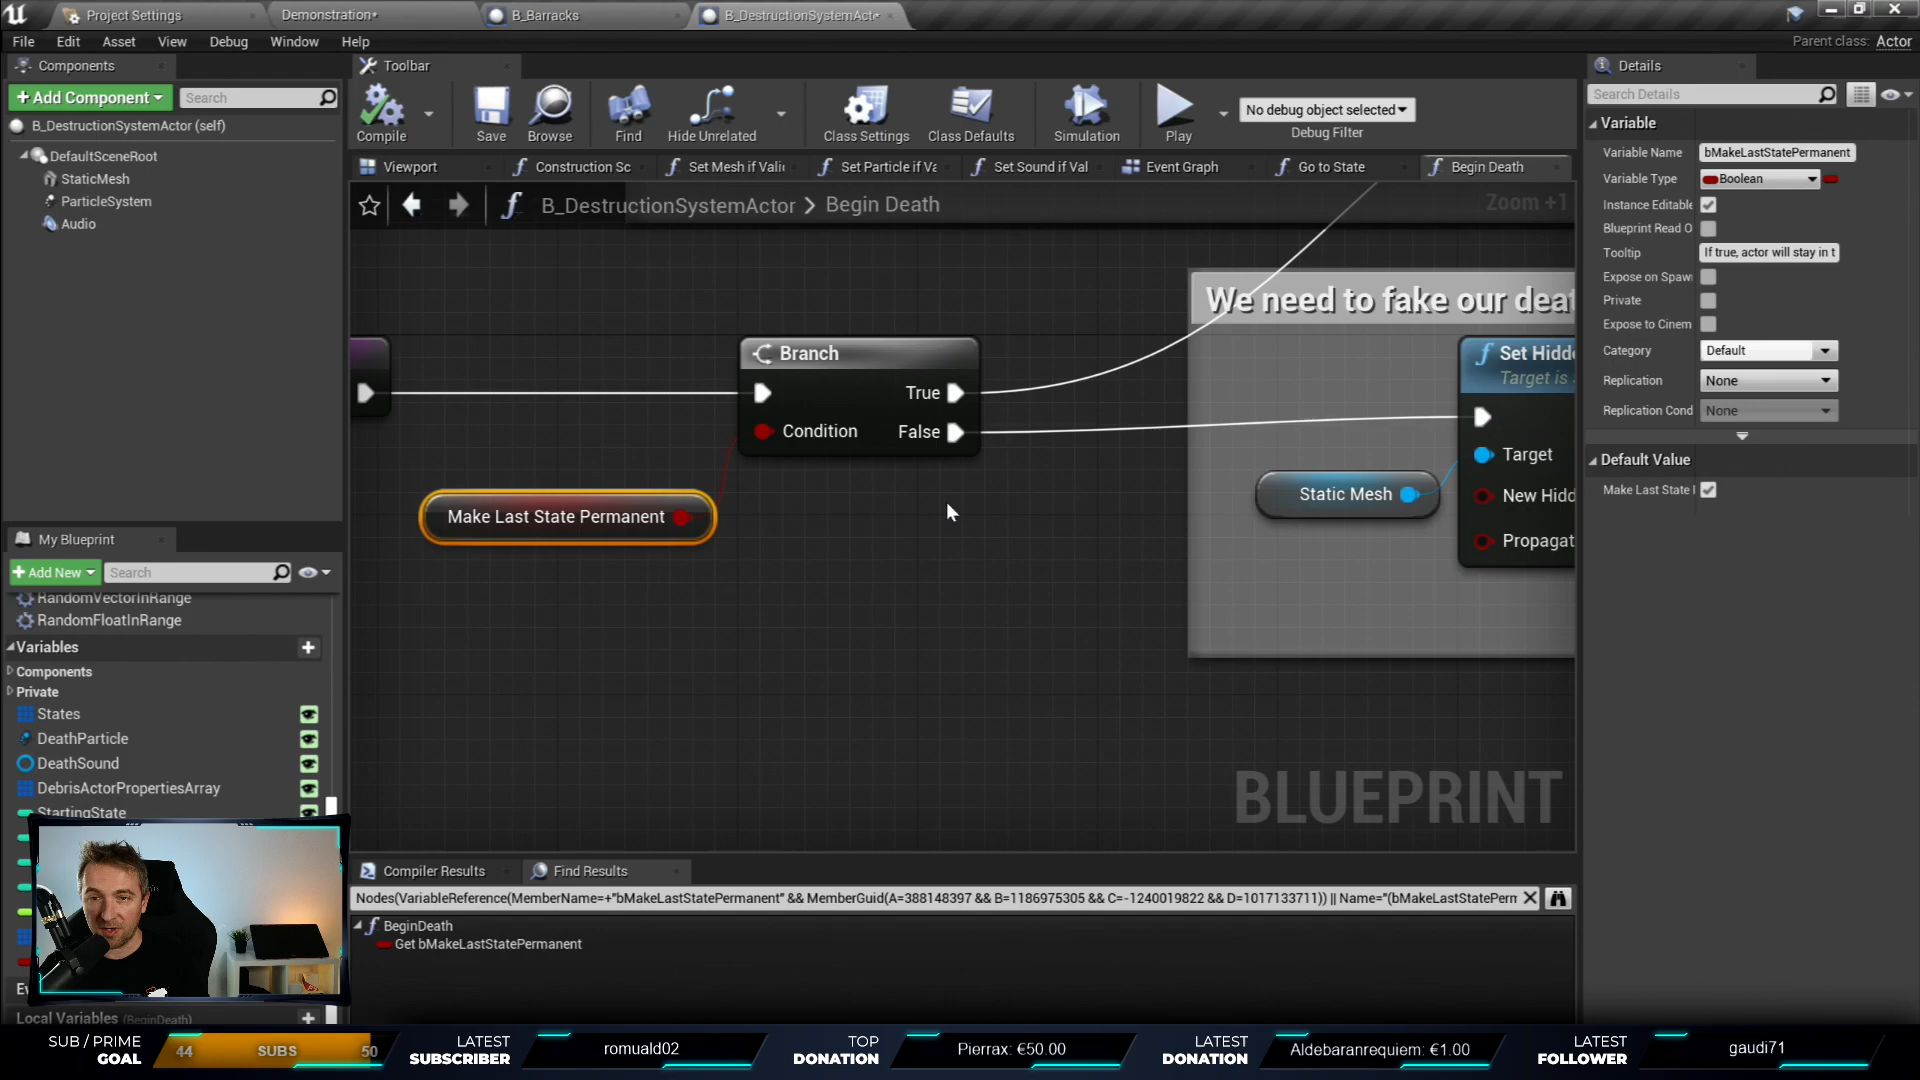 Project Settings
Demonstration*
B_Barracks
B_DestructionSystemActo*
File
Edit
Asset
View
Debug
Window
Help
Parent class: Actor
Components
Add Component
Search
B_DestructionSystemActor (self)
DefaultSceneRoot
StaticMesh
ParticleSystem
Audio
Toolbar
Compile
Save
Browse
Find
Hide Unrelated
Class Settings
Class Defaults
Simulation
Play
No debug object selected
Debug Filter
Viewport
Construction Sc
Set Mesh if Valid
Set Particle if Va
Set Sound if Val
Event Graph
Go to State
Begin Death
B_DestructionSystemActor > Begin Death
Zoom +1
We need to fake our deat
Branch
True
Condition
False
Make Last State Permanent
Set Hidde
Target is
Static Mesh
Target
New Hidd
Propagat
BLUEPRINT
My Blueprint
Add New
Search
RandomVectorInRange
RandomFloatInRange
Variables
Components
Private
States
DeathParticle
DeathSound
DebrisActorPropertiesArray
StartingState
Local Variables (BeginDeath)
Compiler Results
Find Results
Nodes(VariableReference(MemberName=+"bMakeLastStatePermanent" && MemberGuid(A=388148397 && B=1186975305 && C=-1240019822 && D=1017133711)) || Name="(bMakeLastStatePerm
BeginDeath
Get bMakeLastStatePermanent
Details
Search Details
Variable
Variable Name
bMakeLastStatePermanent
Variable Type
Boolean
Instance Editable
Blueprint Read O
Tooltip
If true, actor will stay in t
Expose on Spawn
Private
Expose to Cinem
Category
Default
Replication
None
Replication Cond
None
Default Value
Make Last State
SUB / PRIME
GOAL
44
SUBS
50
LATEST
SUBSCRIBER
romuald02
TOP
DONATION
Pierrax: €50.00
LATEST
DONATION
Aldebaranrequiem: €1.00
LATEST
FOLLOWER
gaudi71